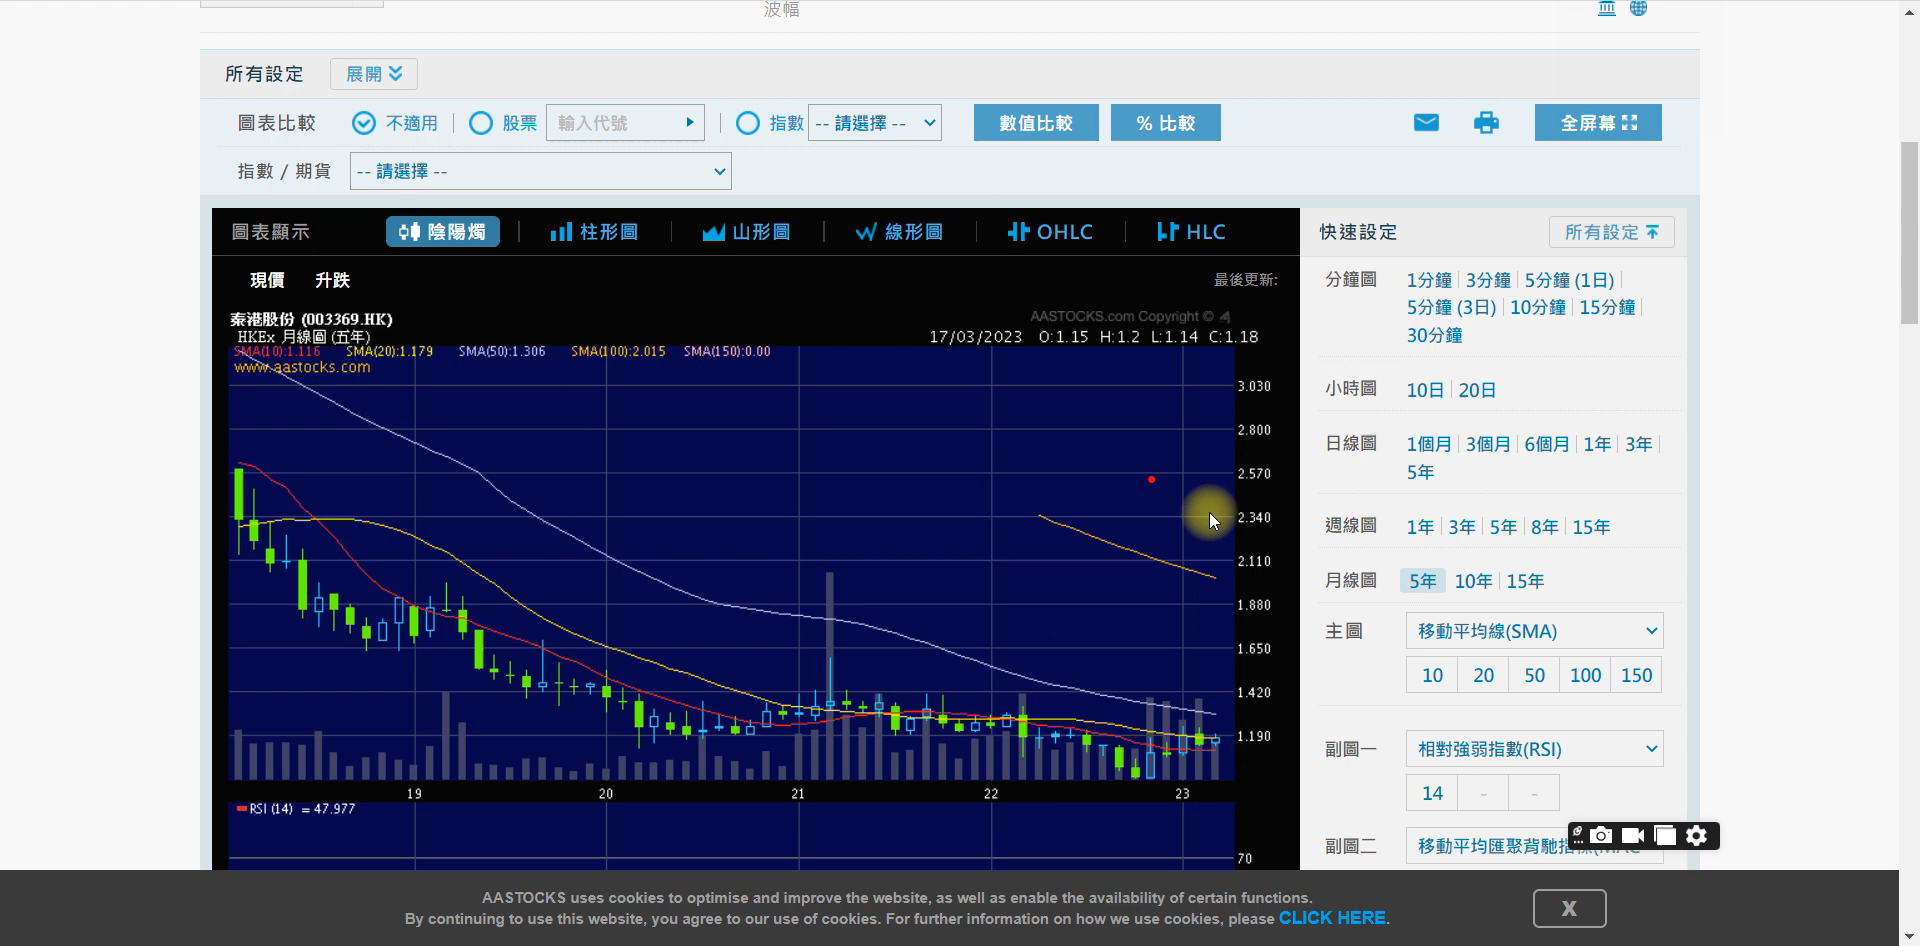 波幅
所有設定 展開
圖表比較 不適用 股票 輸入代號 指數 -- 請選擇 -- 數值比較 % 比較 全屏幕
指數 / 期貨 -- 請選擇 --
圖表顯示 陰陽燭 柱形圖 山形圖 線形圖 OHLC HLC
現價 升跌 最後更新:
秦港股份 (003369.HK) AASTOCKS.com Copyright ©
HKEx 月線圖 (五年) 17/03/2023 O:1.15 H:1.2 L:1.14 C:1.18
SMA(10):1.116 SMA(20):1.179 SMA(50):1.306 SMA(100):2.015 SMA(150):0.00
www.aastocks.com
3.030
2.800
2.570
2.340
2.110
1.880
1.650
1.420
1.190
19 20 21 22 23
RSI (14) = 47.977
70
快速設定 所有設定
分鐘圖 1分鐘 3分鐘 5分鐘 (1日)
5分鐘 (3日) 10分鐘 15分鐘
30分鐘
小時圖 10日 20日
日線圖 1個月 3個月 6個月 1年 3年
5年
週線圖 1年 3年 5年 8年 15年
月線圖 5年 10年 15年
主圖 移動平均線(SMA)
10 20 50 100 150
副圖一 相對強弱指數(RSI)
14 - -
副圖二 移動平均匯聚背馳指
AASTOCKS uses cookies to optimise and improve the website, as well as enable the availability of certain functions.
By continuing to use this website, you agree to our use of cookies. For further information on how we use cookies, please CLICK HERE.
X